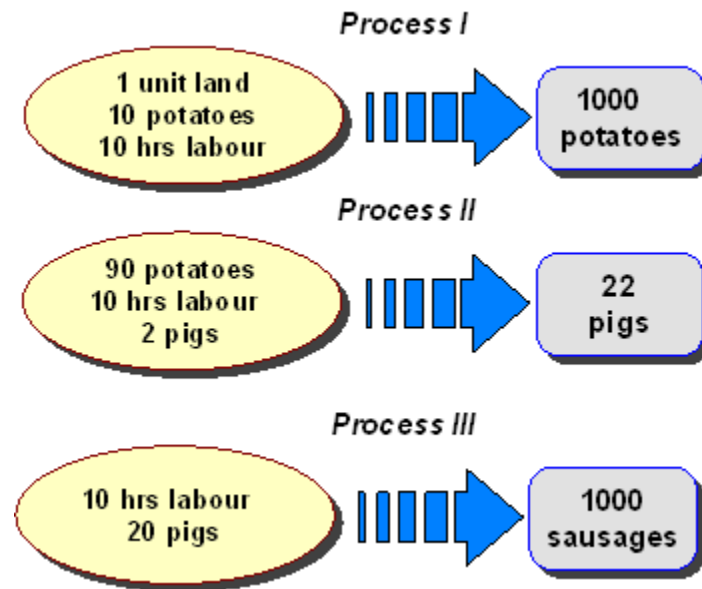 Process I
1 unit land
10 potatoes
10 hrs labour
1000
potatoes
Process II
90 potatoes
10 hrs labour
2 pigs
22
pigs
Process III
10 hrs labour
20 pigs
1000
sausages